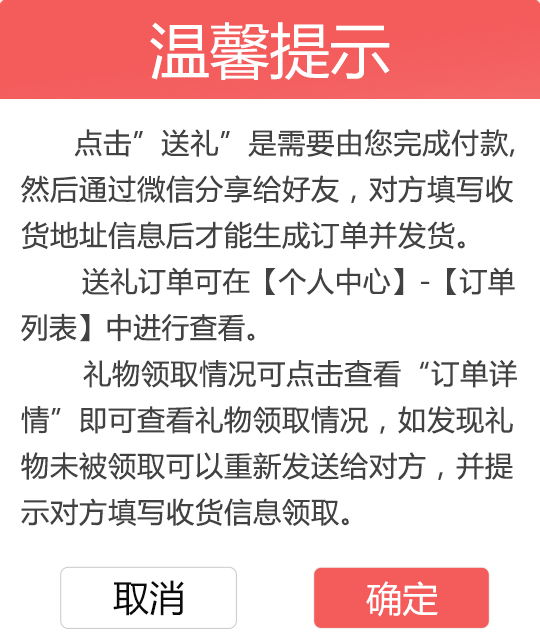 温馨提示
点击”送礼”是需要由您完成付款,
然后通过微信分享给好友，对方填写收
货地址信息后才能生成订单并发货。
送礼订单可在【个人中心】-【订单
列表】中进行查看。
礼物领取情况可点击查看“订单详
情”即可查看礼物领取情况，如发现礼
物未被领取可以重新发送给对方，并提
示对方填写收货信息领取。
取消
确定